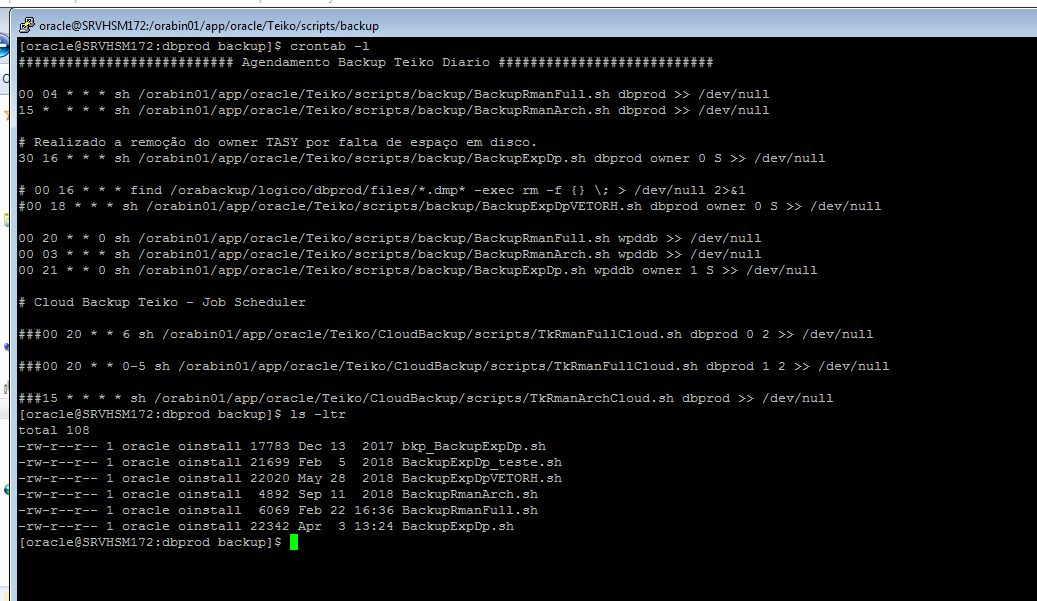 oracle@SRVHSM172:/orabin01/app/oracle/Teiko/scripts/backup
[oracle@SRVHSM172:dbprod backup]$ crontab -l
########################### Agendamento Backup Teiko Diario ###########################
00 04 * * * sh /orabin01/app/oracle/Teiko/scripts/backup/BackupRmanFull.sh dbprod >> /dev/null
15 *  * * * sh /orabin01/app/oracle/Teiko/scripts/backup/BackupRmanArch.sh dbprod >> /dev/null
# Realizado a remoção do owner TASY por falta de espaço em disco.
30 16 * * * sh /orabin01/app/oracle/Teiko/scripts/backup/BackupExpDp.sh dbprod owner 0 S >> /dev/null
# 00 16 * * * find /orabackup/logico/dbprod/files/*.dmp* -exec rm -f {} \; > /dev/null 2>&1
#00 18 * * * sh /orabin01/app/oracle/Teiko/scripts/backup/BackupExpDpVETORH.sh dbprod owner 0 S >> /dev/null
00 20 * * 0 sh /orabin01/app/oracle/Teiko/scripts/backup/BackupRmanFull.sh wpddb >> /dev/null
00 03 * * * sh /orabin01/app/oracle/Teiko/scripts/backup/BackupRmanArch.sh wpddb >> /dev/null
00 21 * * 0 sh /orabin01/app/oracle/Teiko/scripts/backup/BackupExpDp.sh wpddb owner 1 S >> /dev/null
# Cloud Backup Teiko - Job Scheduler
###00 20 * * 6 sh /orabin01/app/oracle/Teiko/CloudBackup/scripts/TkRmanFullCloud.sh dbprod 0 2 >> /dev/null
###00 20 * * 0-5 sh /orabin01/app/oracle/Teiko/CloudBackup/scripts/TkRmanFullCloud.sh dbprod 1 2 >> /dev/null
###15 * * * * sh /orabin01/app/oracle/Teiko/CloudBackup/scripts/TkRmanArchCloud.sh dbprod >> /dev/null
[oracle@SRVHSM172:dbprod backup]$ ls -ltr
total 108
-rw-r--r-- 1 oracle oinstall 17783 Dec 13  2017 bkp_BackupExpDp.sh
-rw-r--r-- 1 oracle oinstall 21699 Feb  5  2018 BackupExpDp_teste.sh
-rw-r--r-- 1 oracle oinstall 22020 May 28  2018 BackupExpDpVETORH.sh
-rw-r--r-- 1 oracle oinstall  4892 Sep 11  2018 BackupRmanArch.sh
-rw-r--r-- 1 oracle oinstall  6069 Feb 22 16:36 BackupRmanFull.sh
-rw-r--r-- 1 oracle oinstall 22342 Apr  3 13:24 BackupExpDp.sh
[oracle@SRVHSM172:dbprod backup]$